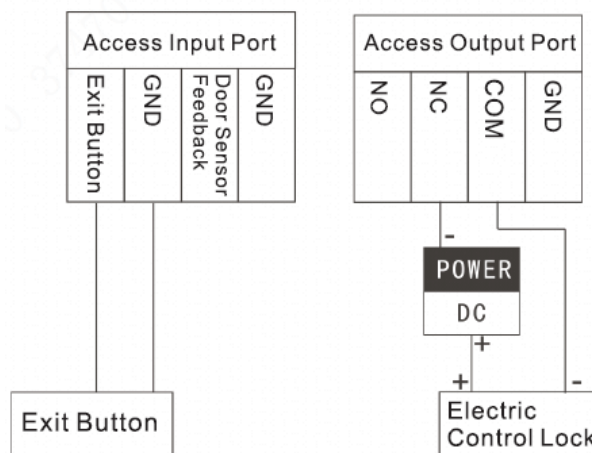 Access Input Port
Exit Button
GND
Door Sensor
Feedback
GND
Access Output Port
NO
NC
COM
GND
-
POWER
DC
+
+
-
Exit Button
Electric
Control Lock